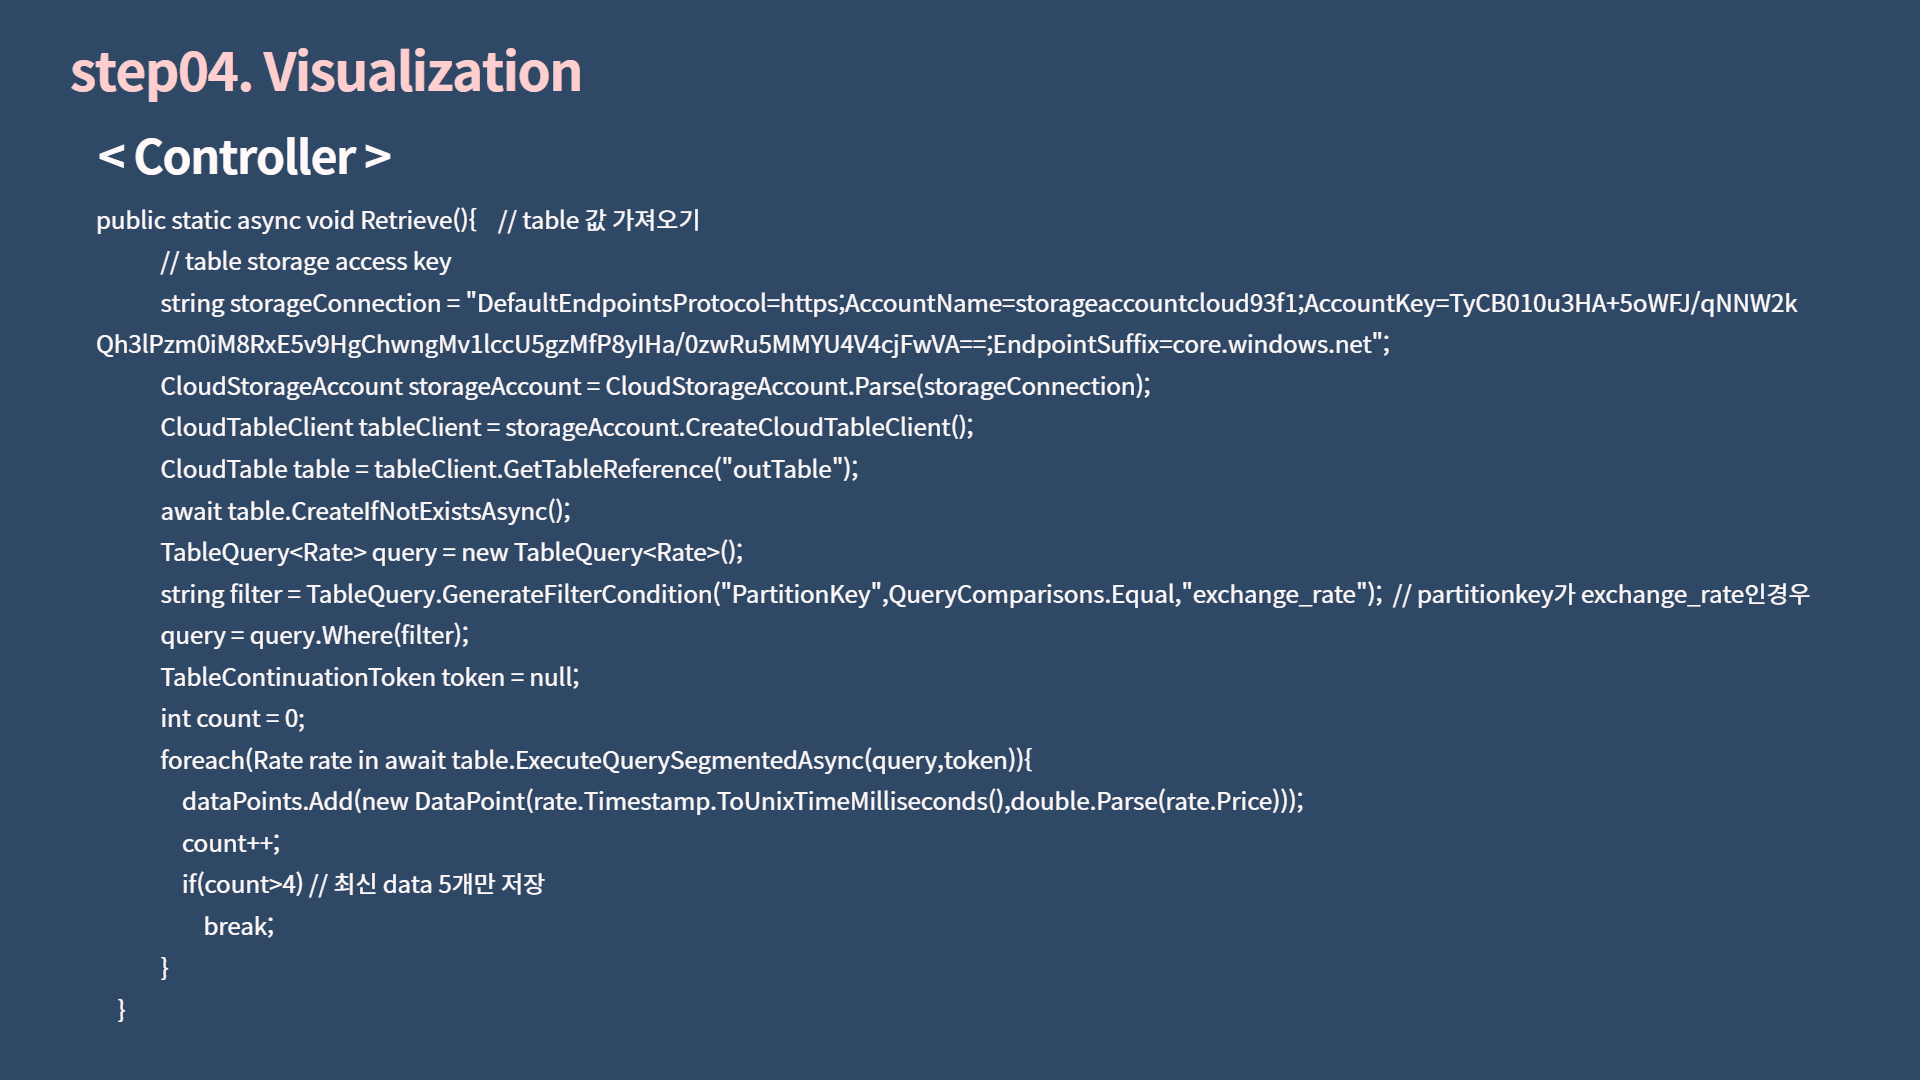 step04. Visualization
< Controller >
public static async void Retrieve(){ // table 값 가져오기
// table storage access key
string storageConnection = "DefaultEndpointsProtocol=https;AccountName=storageaccountcloud93f1;AccountKey=TyCB010u3HA+5oWFJ/qNNW2k
Qh3lPzm0iM8RxE5v9HgChwngMv1lccU5gzMfP8yIHa/0zwRu5MMYU4V4cjFwVA==;EndpointSuffix=core.windows.net";
CloudStorageAccount storageAccount = CloudStorageAccount.Parse(storageConnection);
CloudTableClient tableClient = storageAccount.CreateCloudTableClient();
CloudTable table = tableClient.GetTableReference("outTable");
await table.CreateIfNotExistsAsync();
TableQuery<Rate> query = new TableQuery<Rate>();
string filter = TableQuery.GenerateFilterCondition("PartitionKey",QueryComparisons.Equal,"exchange_rate"); // partitionkey가 exchange_rate인경우
query = query.Where(filter);
TableContinuationToken token = null;
int count = 0;
foreach(Rate rate in await table.ExecuteQuerySegmentedAsync(query,token)){
dataPoints.Add(new DataPoint(rate.Timestamp.ToUnixTimeMilliseconds(),double.Parse(rate.Price)));
count++;
if(count>4) // 최신 data 5개만 저장
break;
}
}